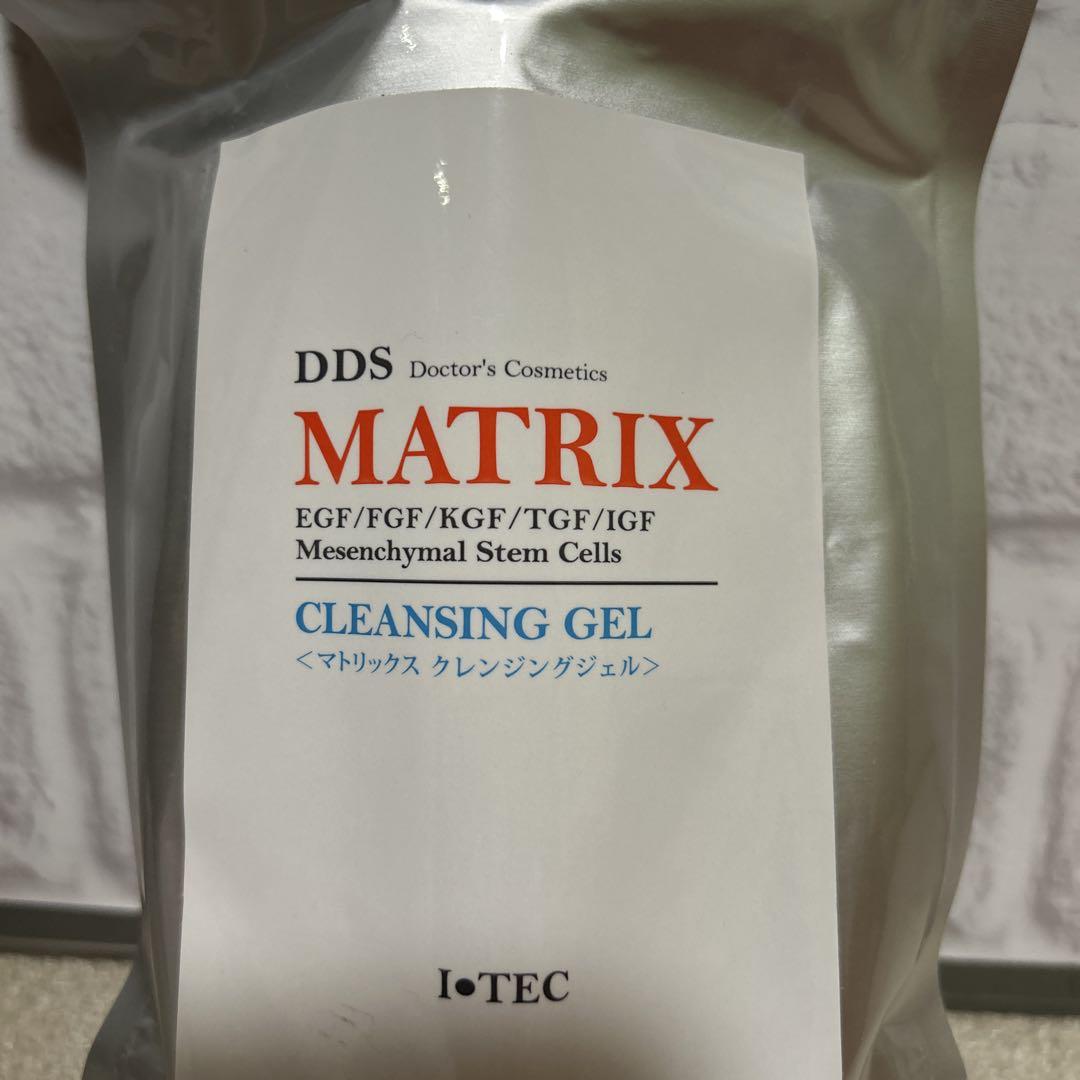 DDS Doctor's Cosmetics
MATRIX
EGF/FGF/KGF/TGF/IGF
Mesenchymal Stem Cells
CLEANSING GEL
<マトリックス クレンジングジェル>
I●TEC